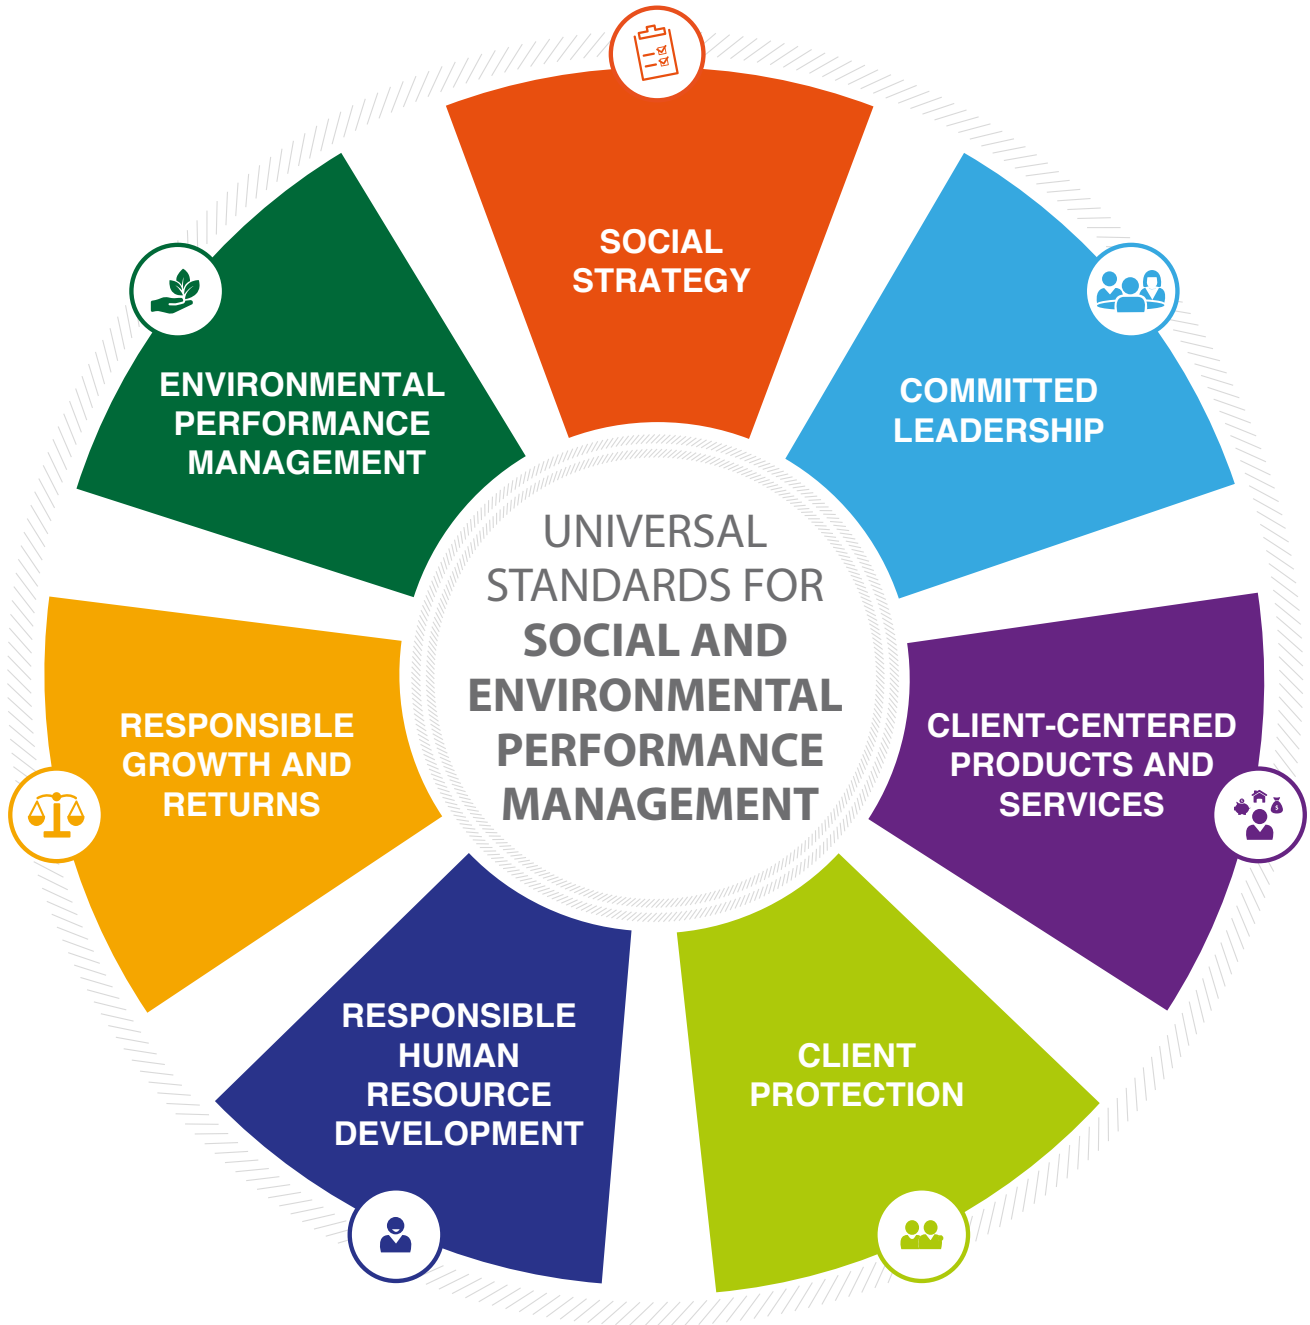 SOCIAL
STRATEGY
COMMITTED
LEADERSHIP
CLIENT-CENTERED
PRODUCTS AND
SERVICES
CLIENT
PROTECTION
RESPONSIBLE
HUMAN
RESOURCE
DEVELOPMENT
RESPONSIBLE
GROWTH AND
RETURNS
ENVIRONMENTAL
PERFORMANCE
MANAGEMENT
UNIVERSAL
STANDARDS FOR
SOCIAL AND
ENVIRONMENTAL
PERFORMANCE
MANAGEMENT